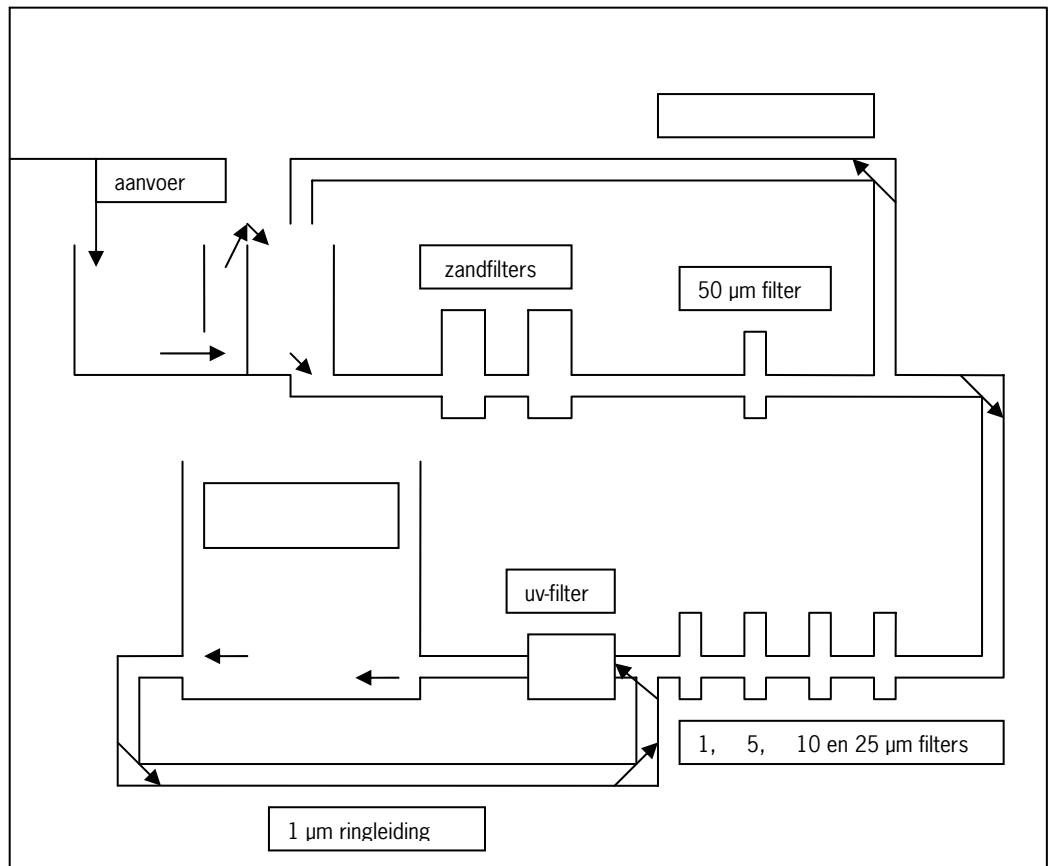 aanvoer
zandfilters
50 µm filter
uv-filter
1, 5, 10 en 25 µm filters
1 µm ringleiding